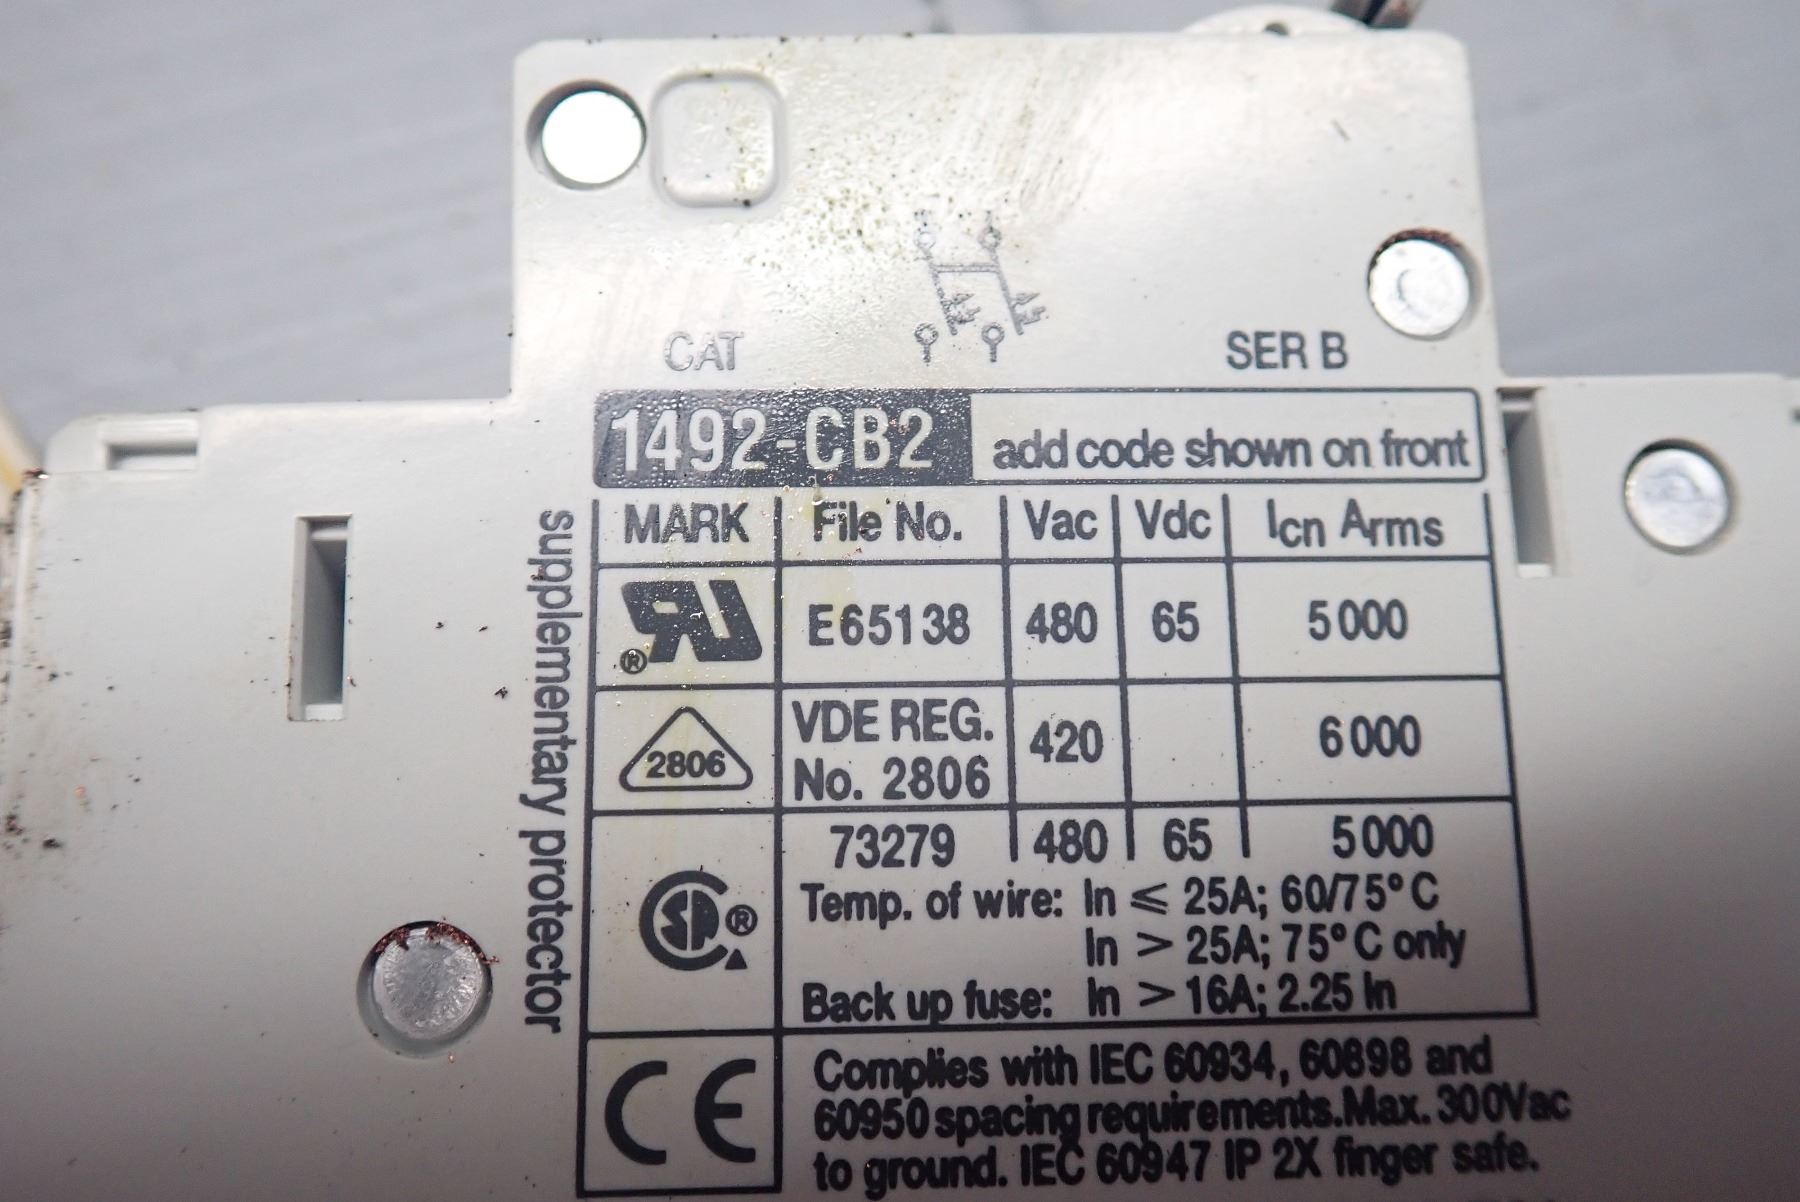 CAT SER B
1492-CB2 add code shown on front
supplementary protector
MARK File No. Vac Vdc Icn Arms
RU ® E65138 480 65 5000
2806 VDE REG. No. 2806 420 6000
73279 480 65 5000
SP ®
Temp. of wire: In ≤ 25A; 60/75°C
In > 25A; 75°C only
Back up fuse: In > 16A; 2.25 In
CE
Complies with IEC 60934, 60898 and
60950 spacing requirements. Max. 300Vac
to ground. IEC 60947 IP 2X finger safe.